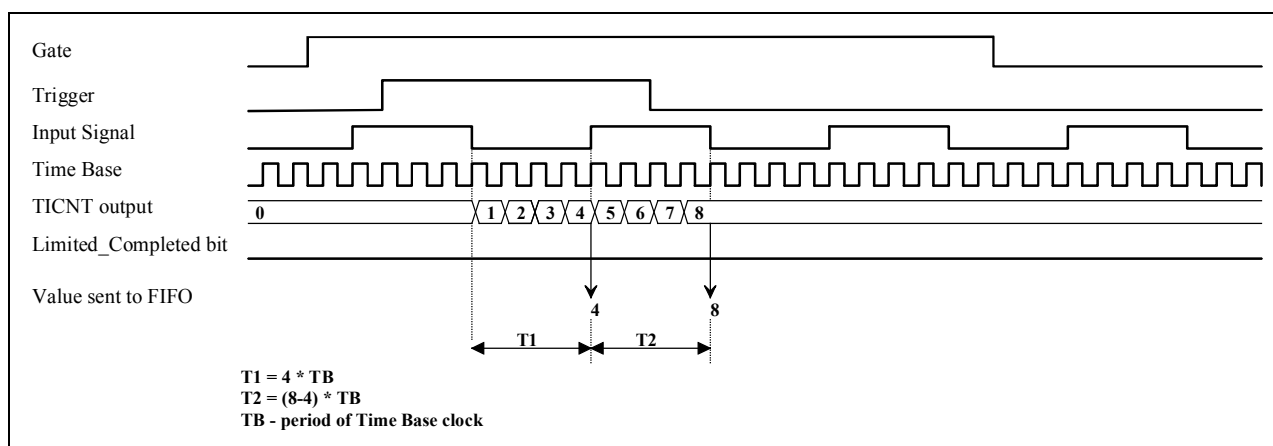 Gate
Trigger
Input Signal
Time Base
TICNT output
0 1 2 3 4 5 6 7 8
Limited_Completed bit
Value sent to FIFO
4 8
T1 T2
T1 = 4 * TB
T2 = (8-4) * TB
TB - period of Time Base clock